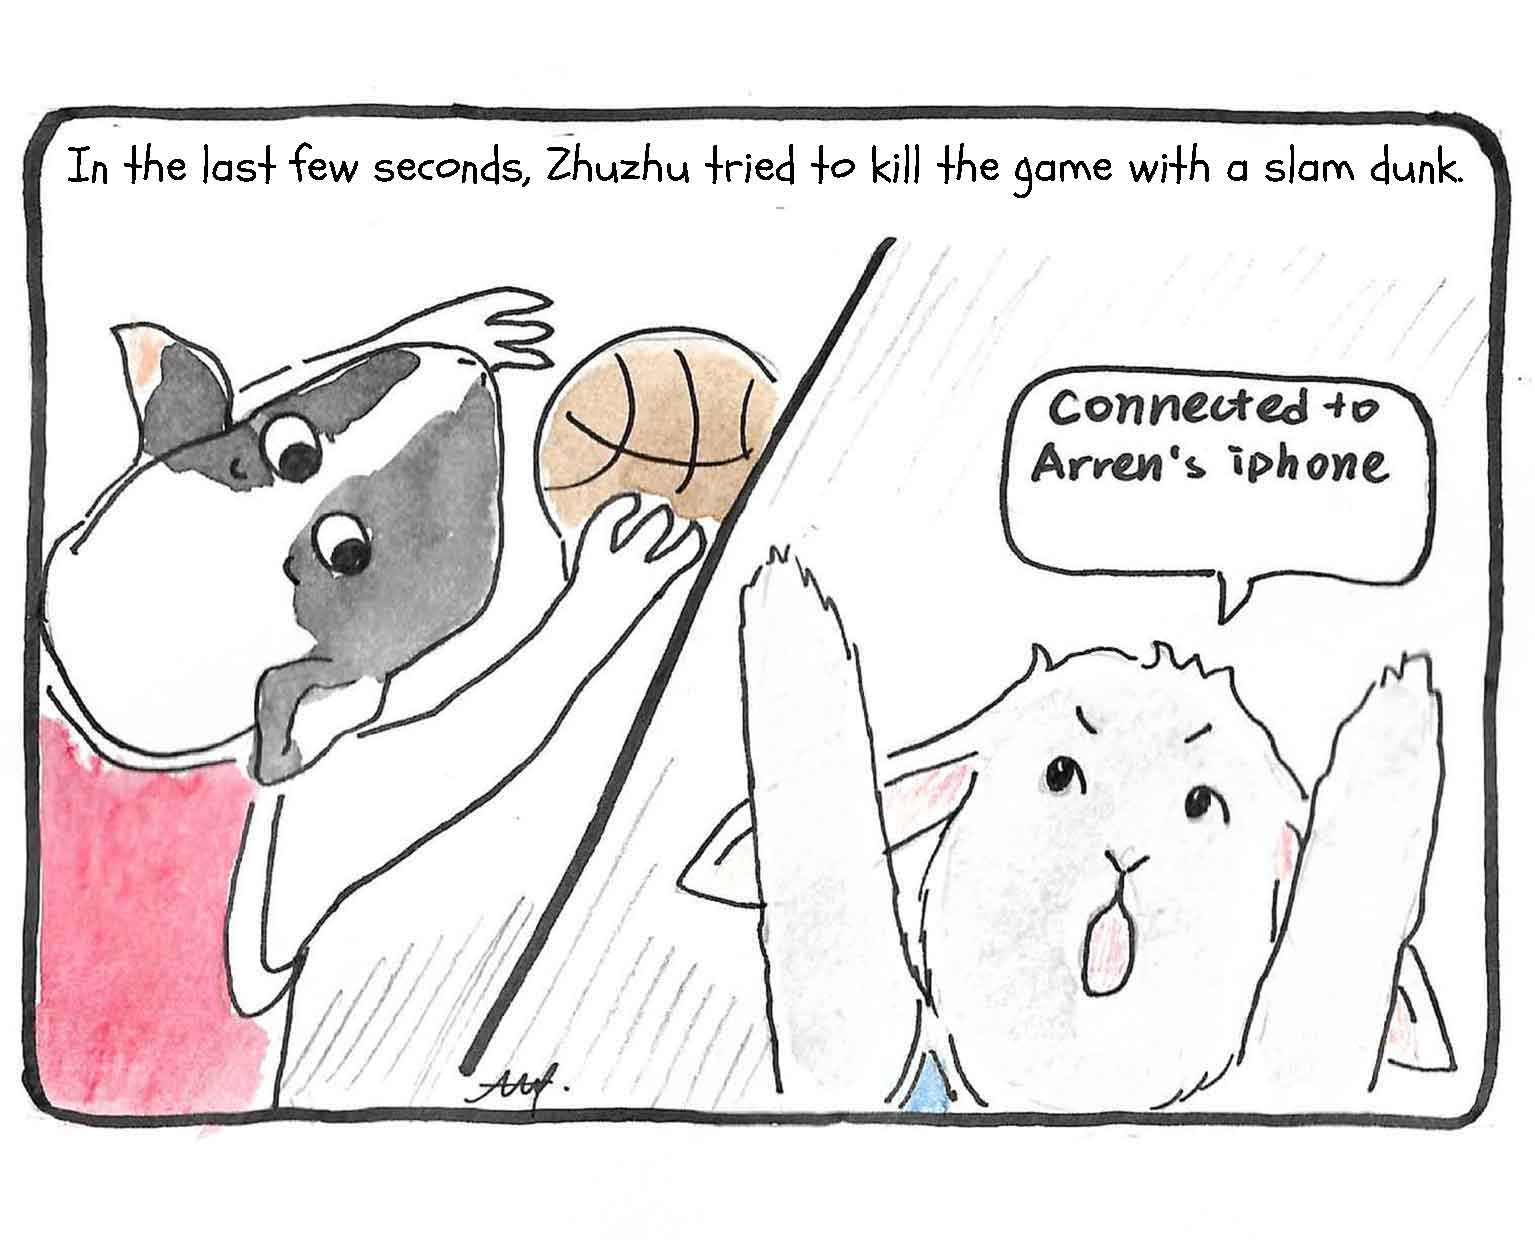 In the last few seconds, Zhuzhu tried to kill the game with a slam dunk.
Connected to
Arren's iphone